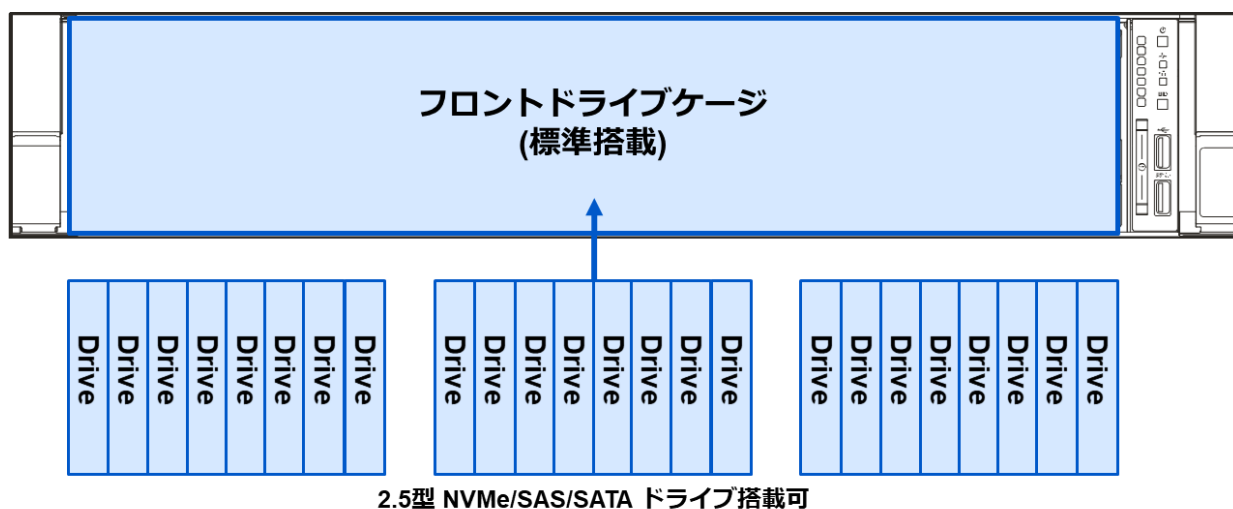 フロントドライブケージ
(標準搭載)
Drive Drive Drive Drive Drive Drive Drive Drive Drive Drive Drive Drive Drive Drive Drive Drive Drive Drive Drive Drive Drive Drive Drive Drive
2.5型 NVMe/SAS/SATA ドライブ搭載可